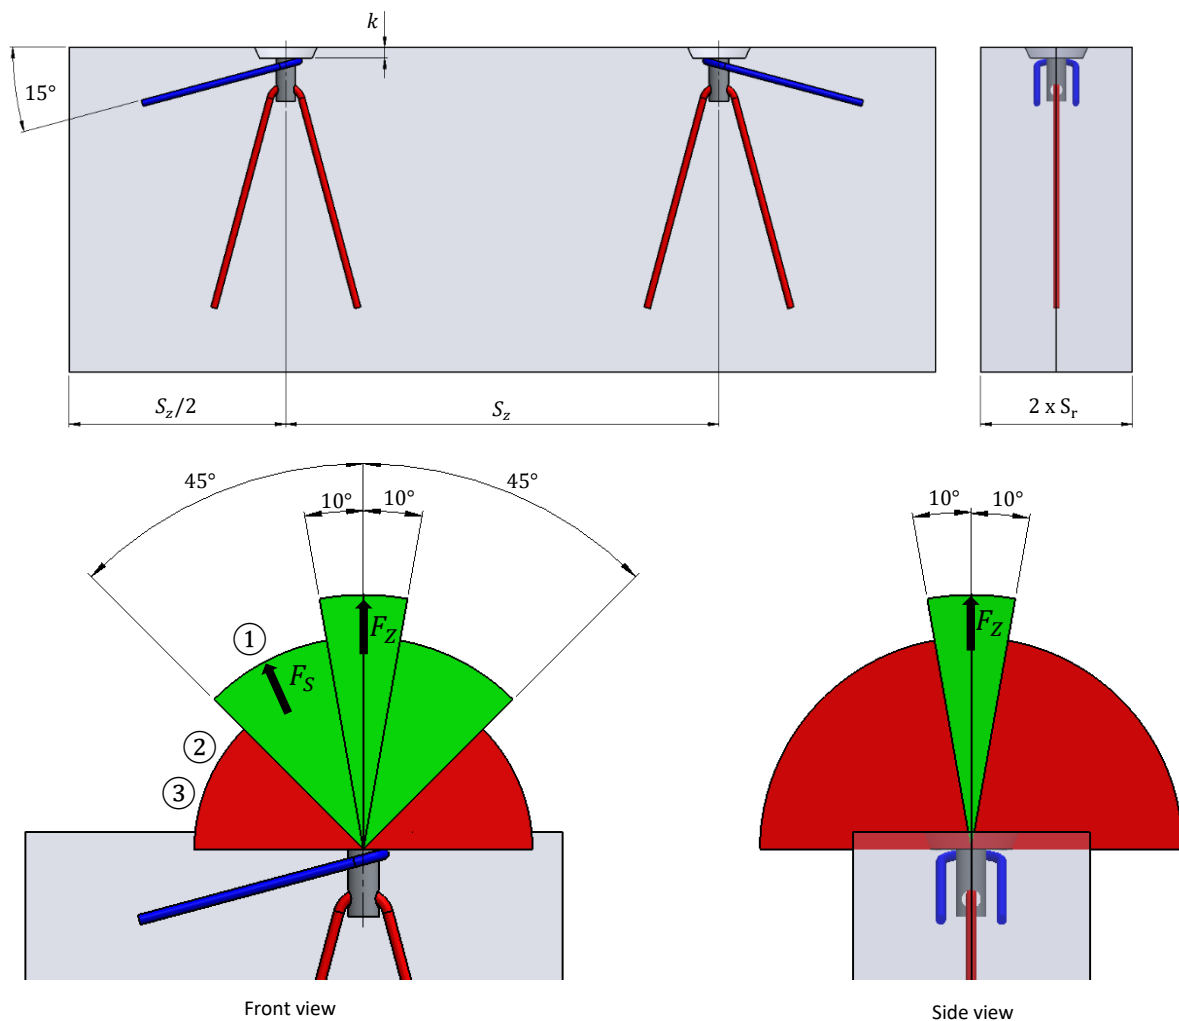 k
15°
S_z/2
S_z
2 x S_r
45°
45°
10°
10°
10°
10°
①
F_Z
F_Z
F_S
②
③
Front view
Side view